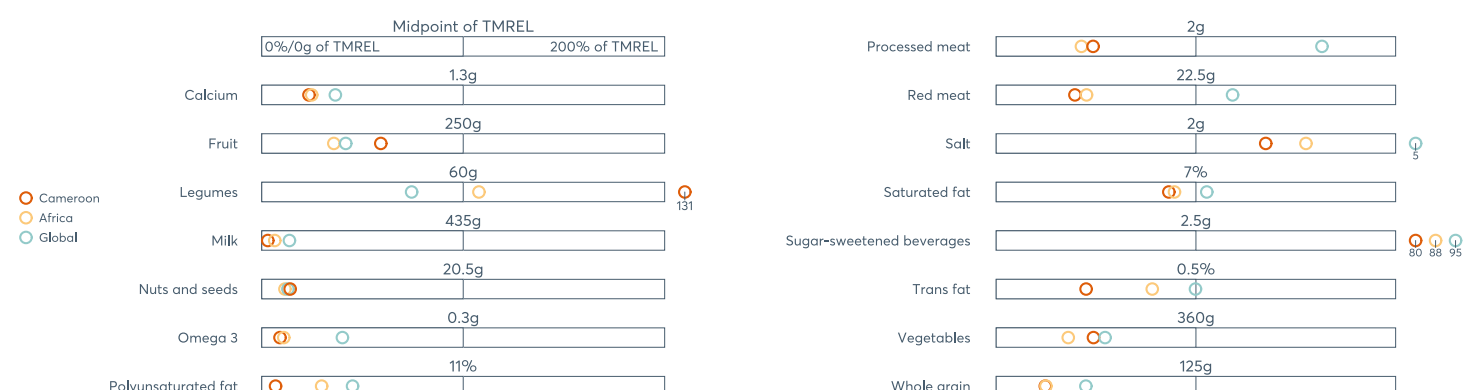 Midpoint of TMREL
0%/0g of TMREL 200% of TMREL
1.3g
Calcium
250g
Fruit
60g
Legumes
131
435g
Milk
20.5g
Nuts and seeds
0.3g
Omega 3
11%
Polyunsaturated fat
Cameroon
Africa
Global
2g
Processed meat
22.5g
Red meat
2g
Salt
5
7%
Saturated fat
2.5g
Sugar-sweetened beverages
80 88 95
0.5%
Trans fat
360g
Vegetables
125g
Whole grain